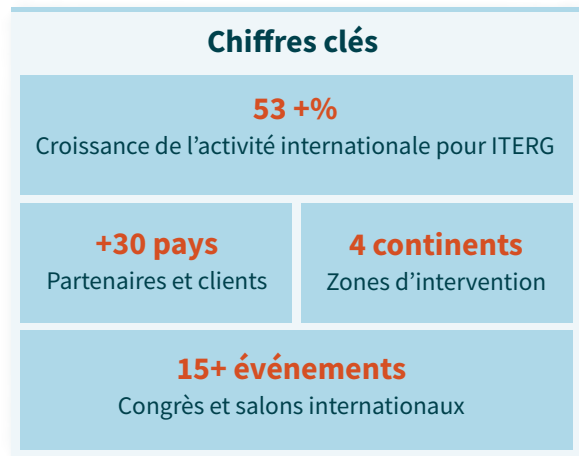 Chiffres clés
53 +%
Croissance de l’activité internationale pour ITERG
+30 pays
Partenaires et clients
4 continents
Zones d’intervention
15+ événements
Congrès et salons internationaux